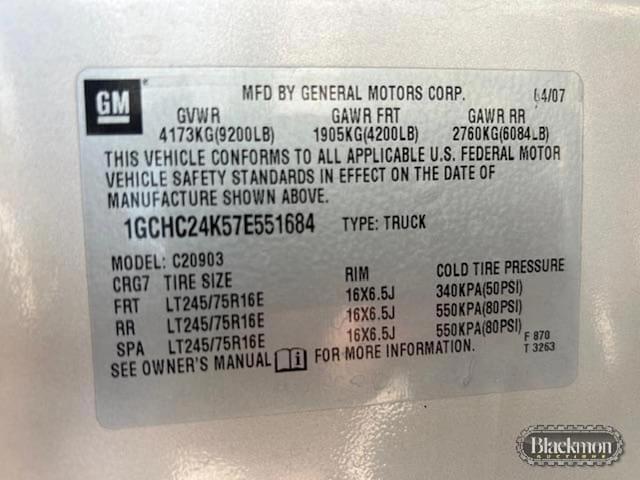 GM MFD BY GENERAL MOTORS CORP. 04/07
GVWR GAWR FRT GAWR RR
4173KG(9200LB) 1905KG(4200LB) 2760KG(6084LB)
THIS VEHICLE CONFORMS TO ALL APPLICABLE U.S. FEDERAL MOTOR
VEHICLE SAFETY STANDARDS IN EFFECT ON THE DATE OF
MANUFACTURE SHOWN ABOVE.
1GCHC24K57E551684 TYPE: TRUCK
MODEL: C20903
CRG7 TIRE SIZE RIM COLD TIRE PRESSURE
FRT LT245/75R16E 16X6.5J 340KPA(50PSI)
RR LT245/75R16E 16X6.5J 550KPA(80PSI)
SPA LT245/75R16E 16X6.5J 550KPA(80PSI)
SEE OWNER'S MANUAL i FOR MORE INFORMATION.
F 870
T 3263
Blackmon
AUCTIONS